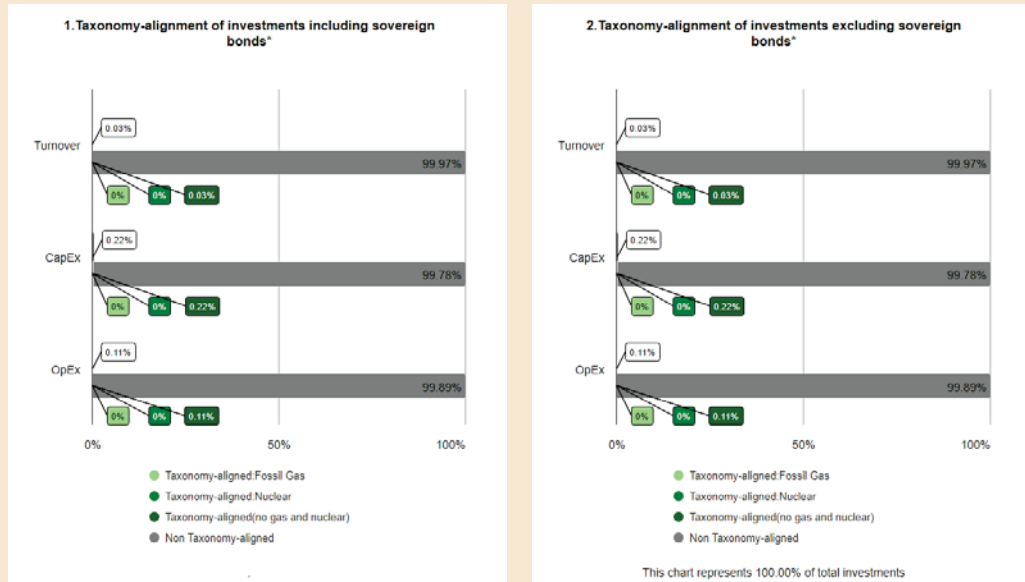 1.Taxonomy-alignment of investments including sovereign
bonds*
0.03%
Turnover
99.97%
0% 0% 0.03%
0.22%
CapEx
99.78%
0% 0% 0.22%
0.11%
OpEx
99.89%
0% 0% 0.11%
0% 50% 100%
Taxonomy-aligned:Fossil Gas
Taxonomy-aligned:Nuclear
Taxonomy-aligned(no gas and nuclear)
Non Taxonomy-aligned
2.Taxonomy-alignment of investments excluding sovereign
bonds*
0.03%
Turnover
99.97%
0% 0% 0.03%
0.22%
CapEx
99.78%
0% 0% 0.22%
0.11%
OpEx
99.89%
0% 0% 0.11%
0% 50% 100%
Taxonomy-aligned:Fossil Gas
Taxonomy-aligned:Nuclear
Taxonomy-aligned(no gas and nuclear)
Non Taxonomy-aligned
This chart represents 100.00% of total investments